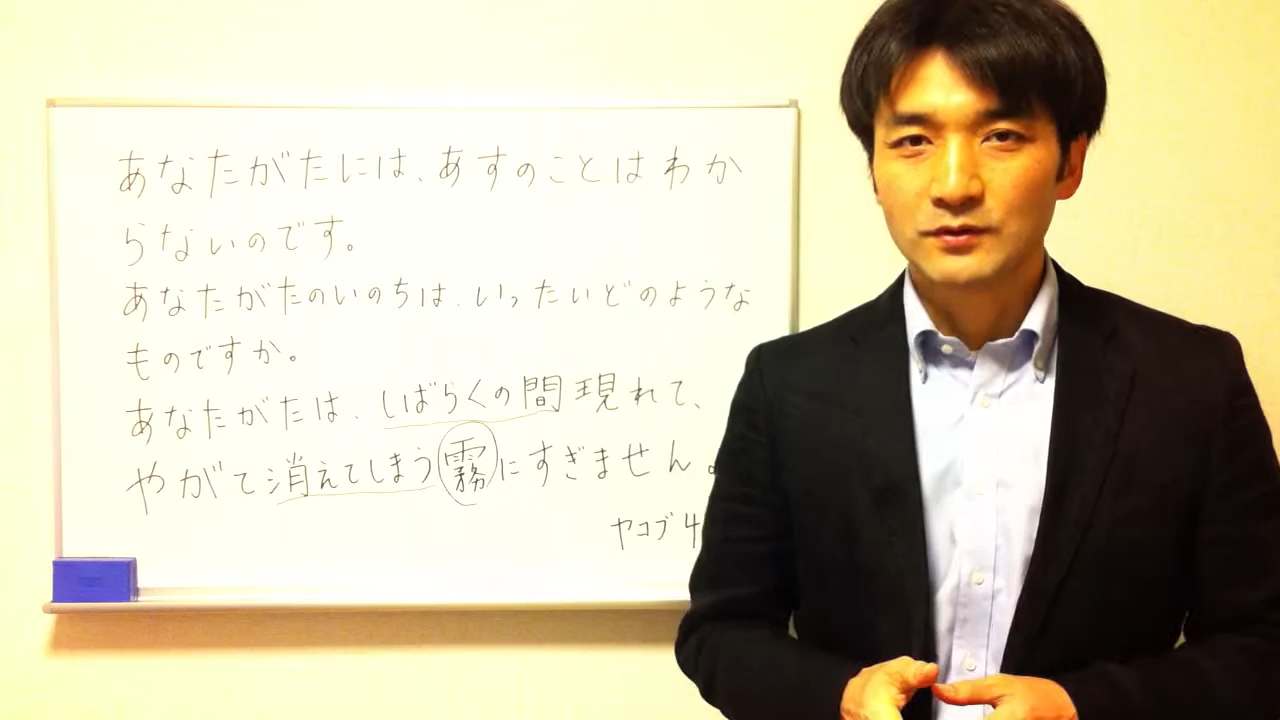 あなたがたには、あすのことはわか
らないのです。
あなたがたのいのちは、いったいどのような
ものですか。
あなたがたは、しばらくの間現れて、
やがて消えてしまう霧にすぎません。
ヤコブ 4